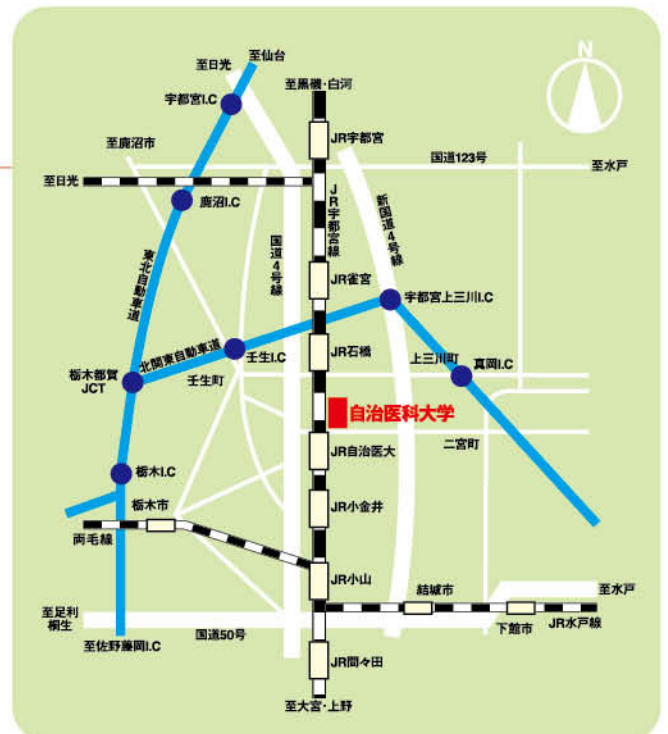 至仙台
至日光
N
宇都宮I.C
至黒磯・白河
JR宇都宮
至鹿沼市
国道123号
至水戸
至日光
鹿沼I.C
JR宇都宮線
新国道4号線
国道4号線
東北自動車道
JR雀宮
宇都宮上三川I.C
北関東自動車道
壬生I.C
JR石橋
上三川町
真岡I.C
栃木都賀
JCT
壬生町
自治医科大学
二宮町
JR自治医大
栃木I.C
栃木市
JR小金井
両毛線
JR小山
結城市
至水戸
至足利
桐生
国道50号
下館市
JR水戸線
至佐野藤岡I.C
JR間々田
至大宮・上野